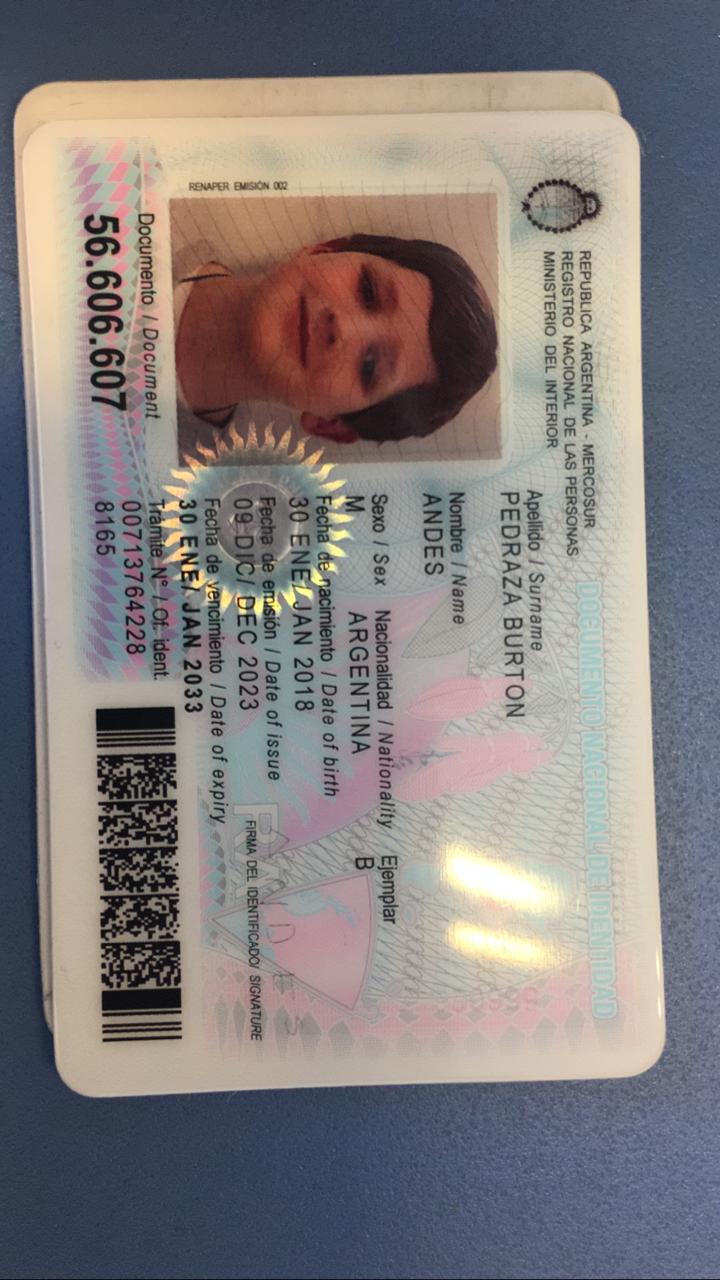 REPUBLICA ARGENTINA - MERCOSUR
REGISTRO NACIONAL DE LAS PERSONAS
MINISTERIO DEL INTERIOR
DOCUMENTO NACIONAL DE IDENTIDAD
Apellido / Surname
PEDRAZA BURTON
Nombre / Name
ANDES
Sexo / Sex Nacionalidad / Nationality Ejemplar
M ARGENTINA B
Fecha de nacimiento / Date of birth
30 ENE/ JAN 2018
Fecha de emisión / Date of issue
09 DIC/ DEC 2023
Fecha de vencimiento / Date of expiry
30 ENE/ JAN 2033
ANDES
FIRMA DEL IDENTIFICADO/ SIGNATURE
RENAPER EMISIÓN 002
Documento / Document
56.606.607
Trámite N° / Of. ident.
00713764228
8165